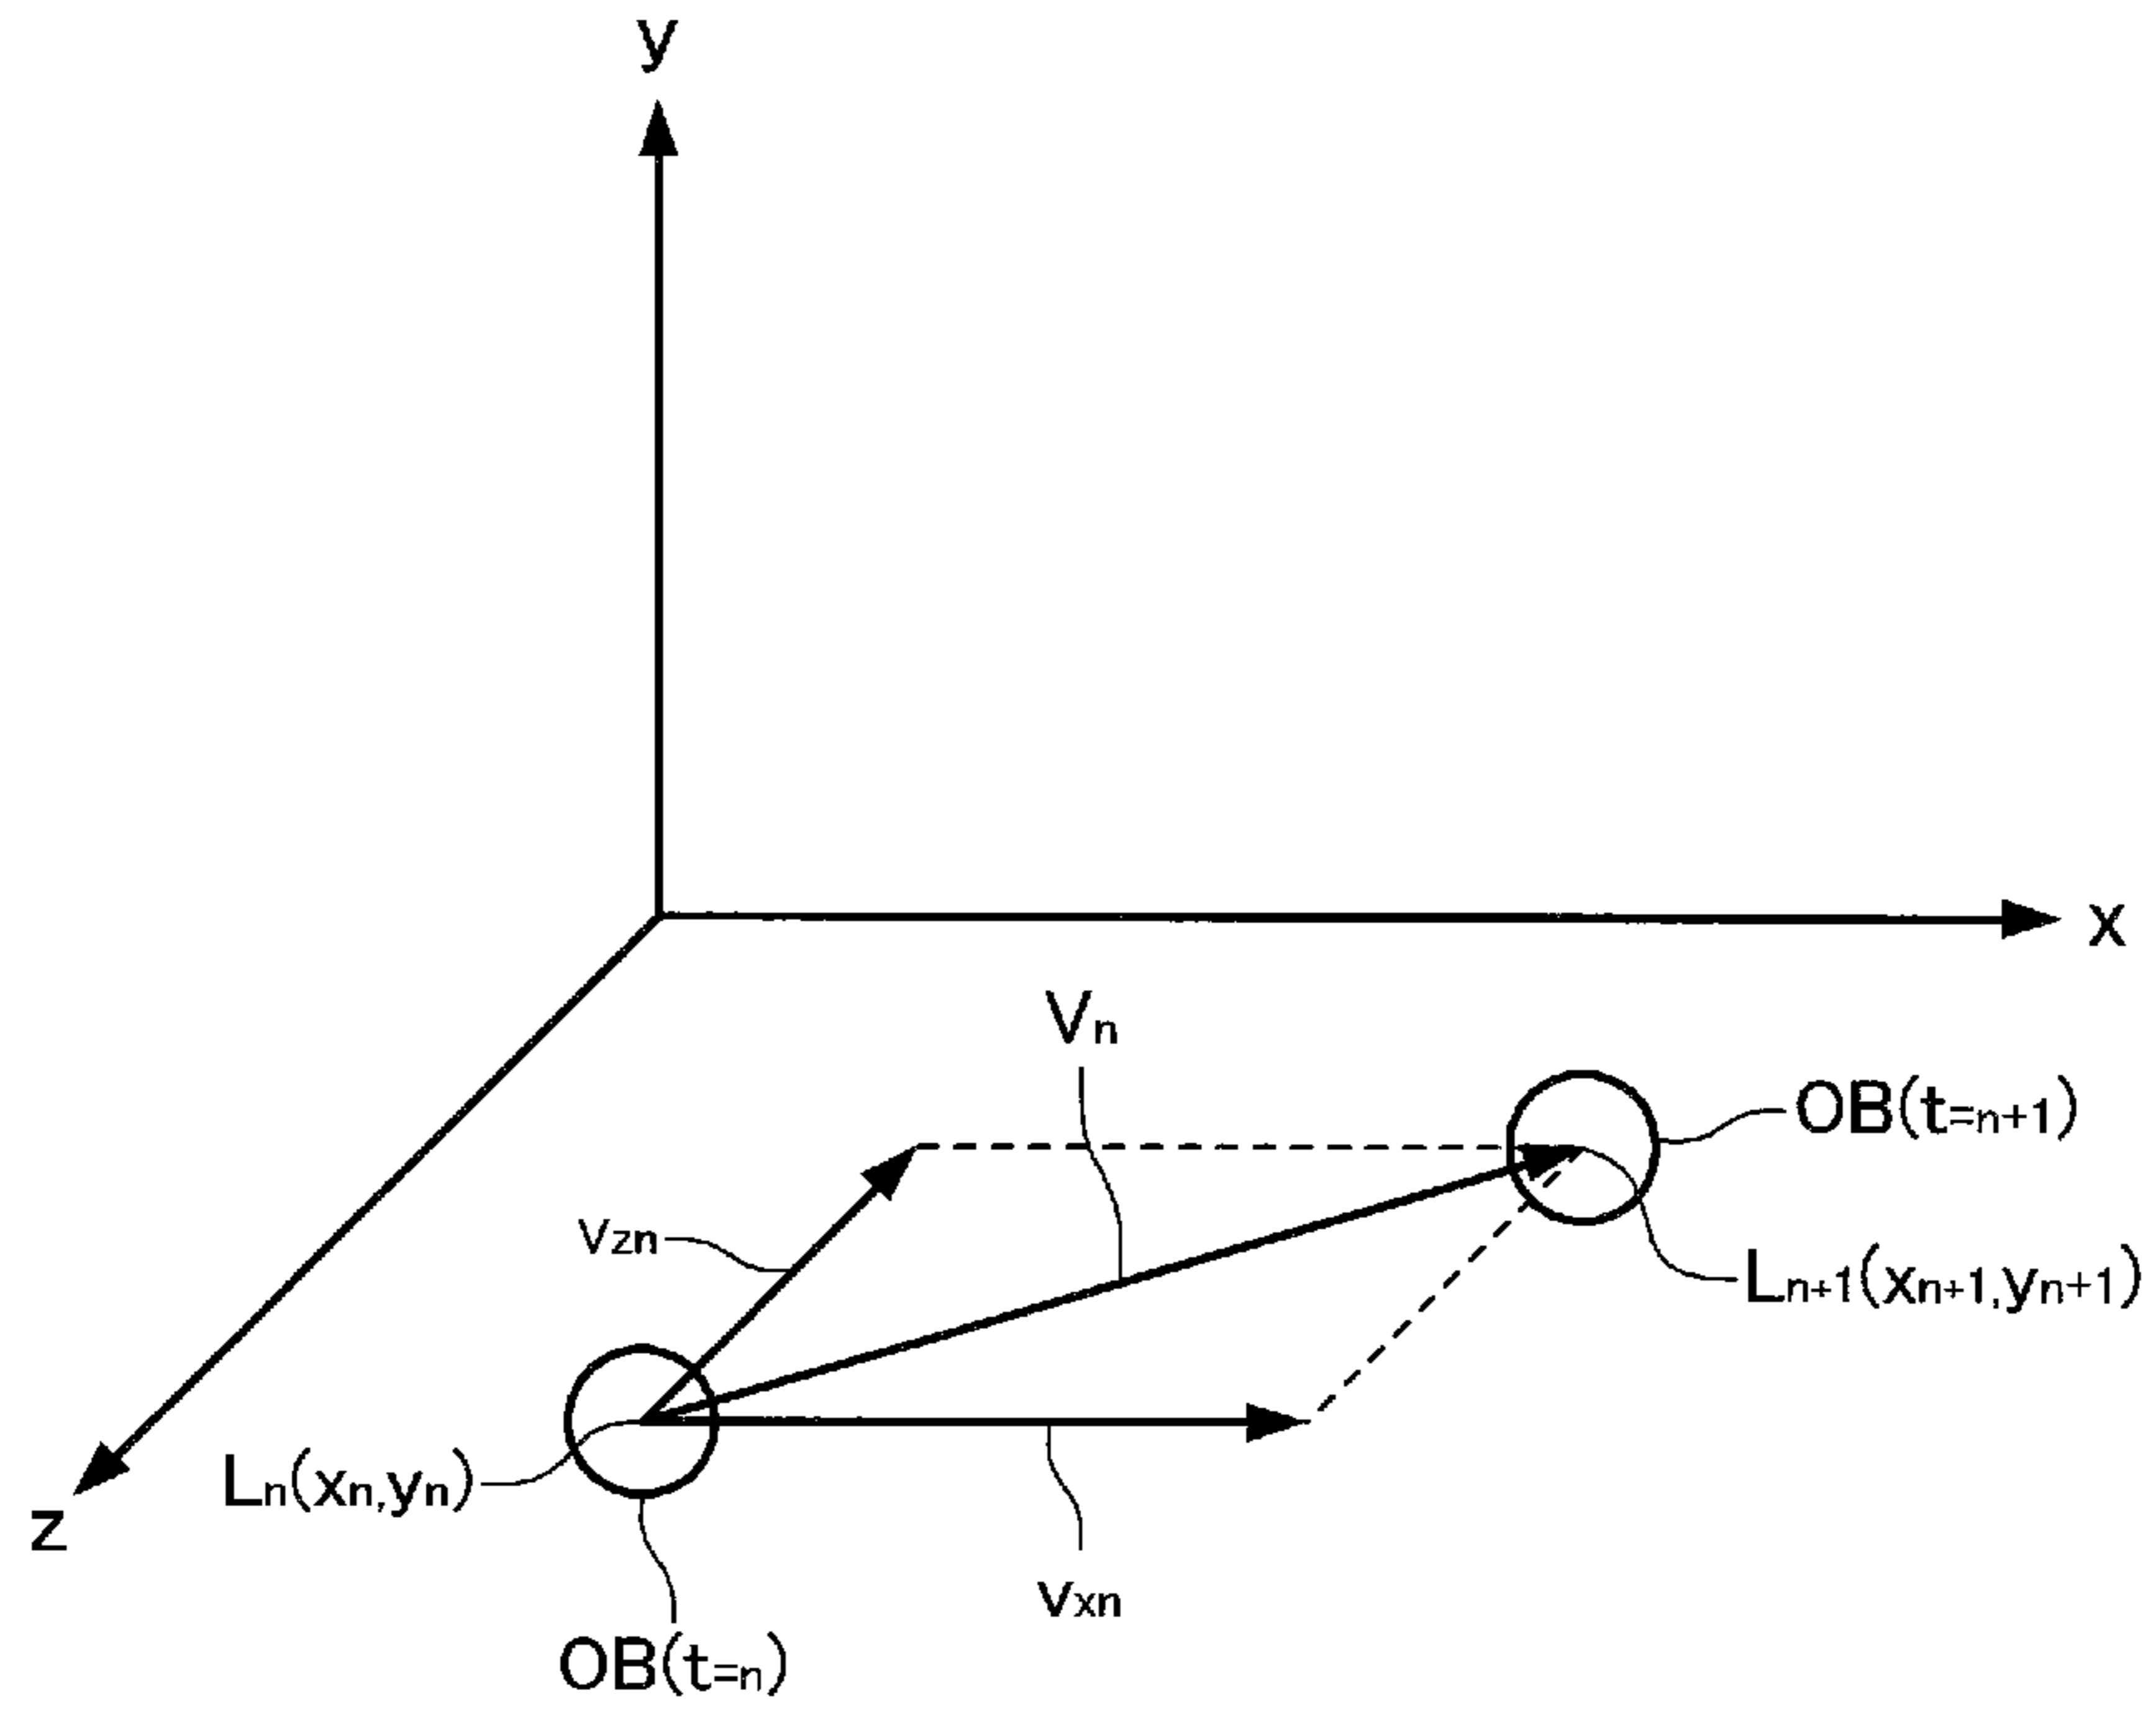 y
x
Vn
OB(t=n+1)
vzn
Ln+1(xn+1,yn+1)
Ln(xn,yn)
z
vxn
OB(t=n)